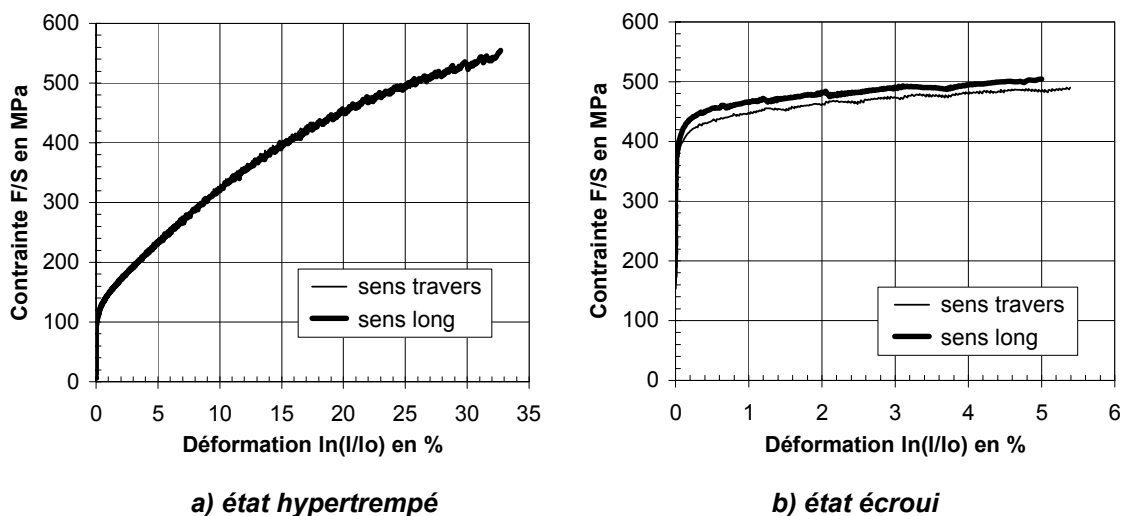 600
500
400
300
200
100
0
Contrainte F/S en MPa
sens travers
sens long
0 5 10 15 20 25 30 35
Déformation ln(l/lo) en %
a) état hypertrempé
600
500
400
300
200
100
0
Contrainte F/S en MPa
sens travers
sens long
0 1 2 3 4 5 6
Déformation ln(l/lo) en %
b) état écroui